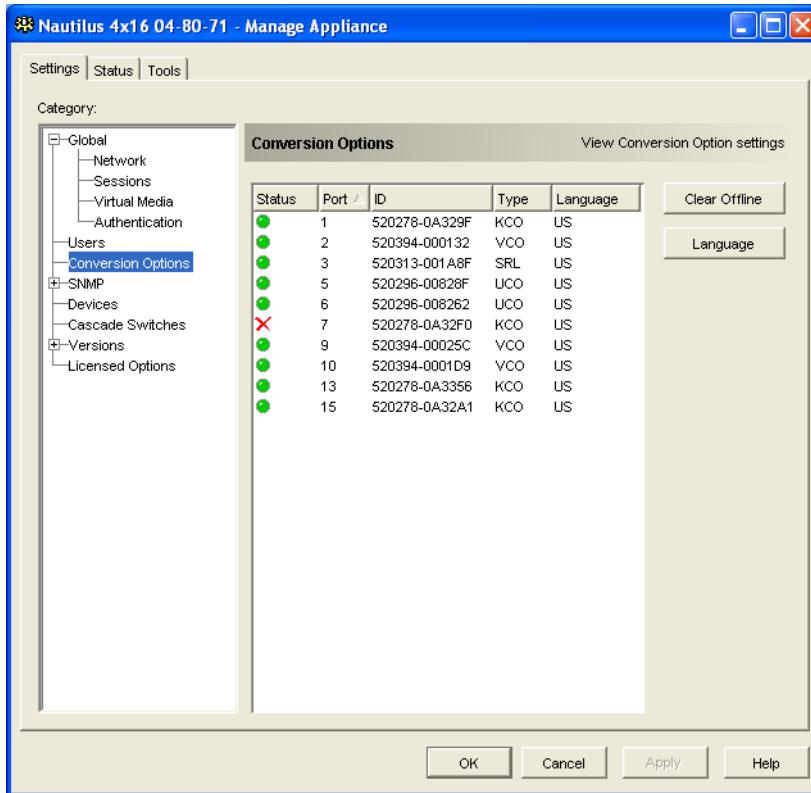 Nautilus 4x16 04-80-71 - Manage Appliance
Settings Status Tools
Category:
Global
Network
Sessions
Virtual Media
Authentication
Users
Conversion Options
SNMP
Devices
Cascade Switches
Versions
Licensed Options
Conversion Options View Conversion Option settings
Status Port ID Type Language
1 520278-0A329F KCO US
2 520394-000132 VCO US
3 520313-001A8F SRL US
5 520296-00828F UCO US
6 520296-008262 UCO US
7 520278-0A32F0 KCO US
9 520394-00025C VCO US
10 520394-0001D9 VCO US
13 520278-0A3356 KCO US
15 520278-0A32A1 KCO US
Clear Offline
Language
OK Cancel Apply Help